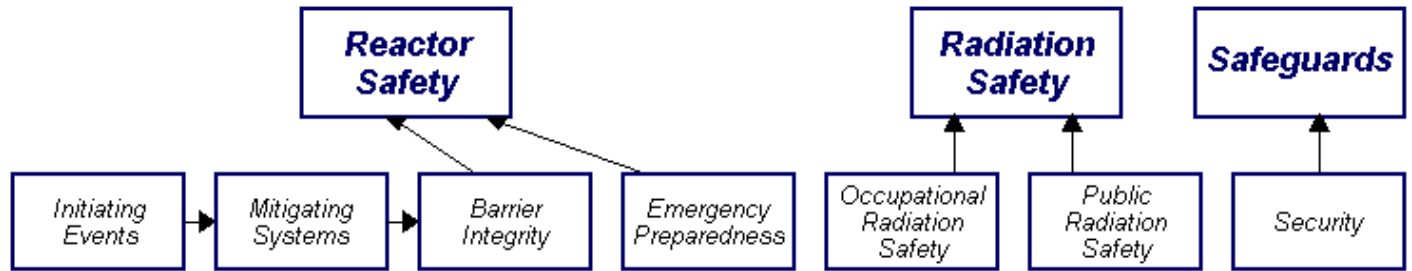 Reactor
Safety
Radiation
Safety
Safeguards
Initiating
Events
Mitigating
Systems
Barrier
Integrity
Emergency
Preparedness
Occupational
Radiation
Safety
Public
Radiation
Safety
Security